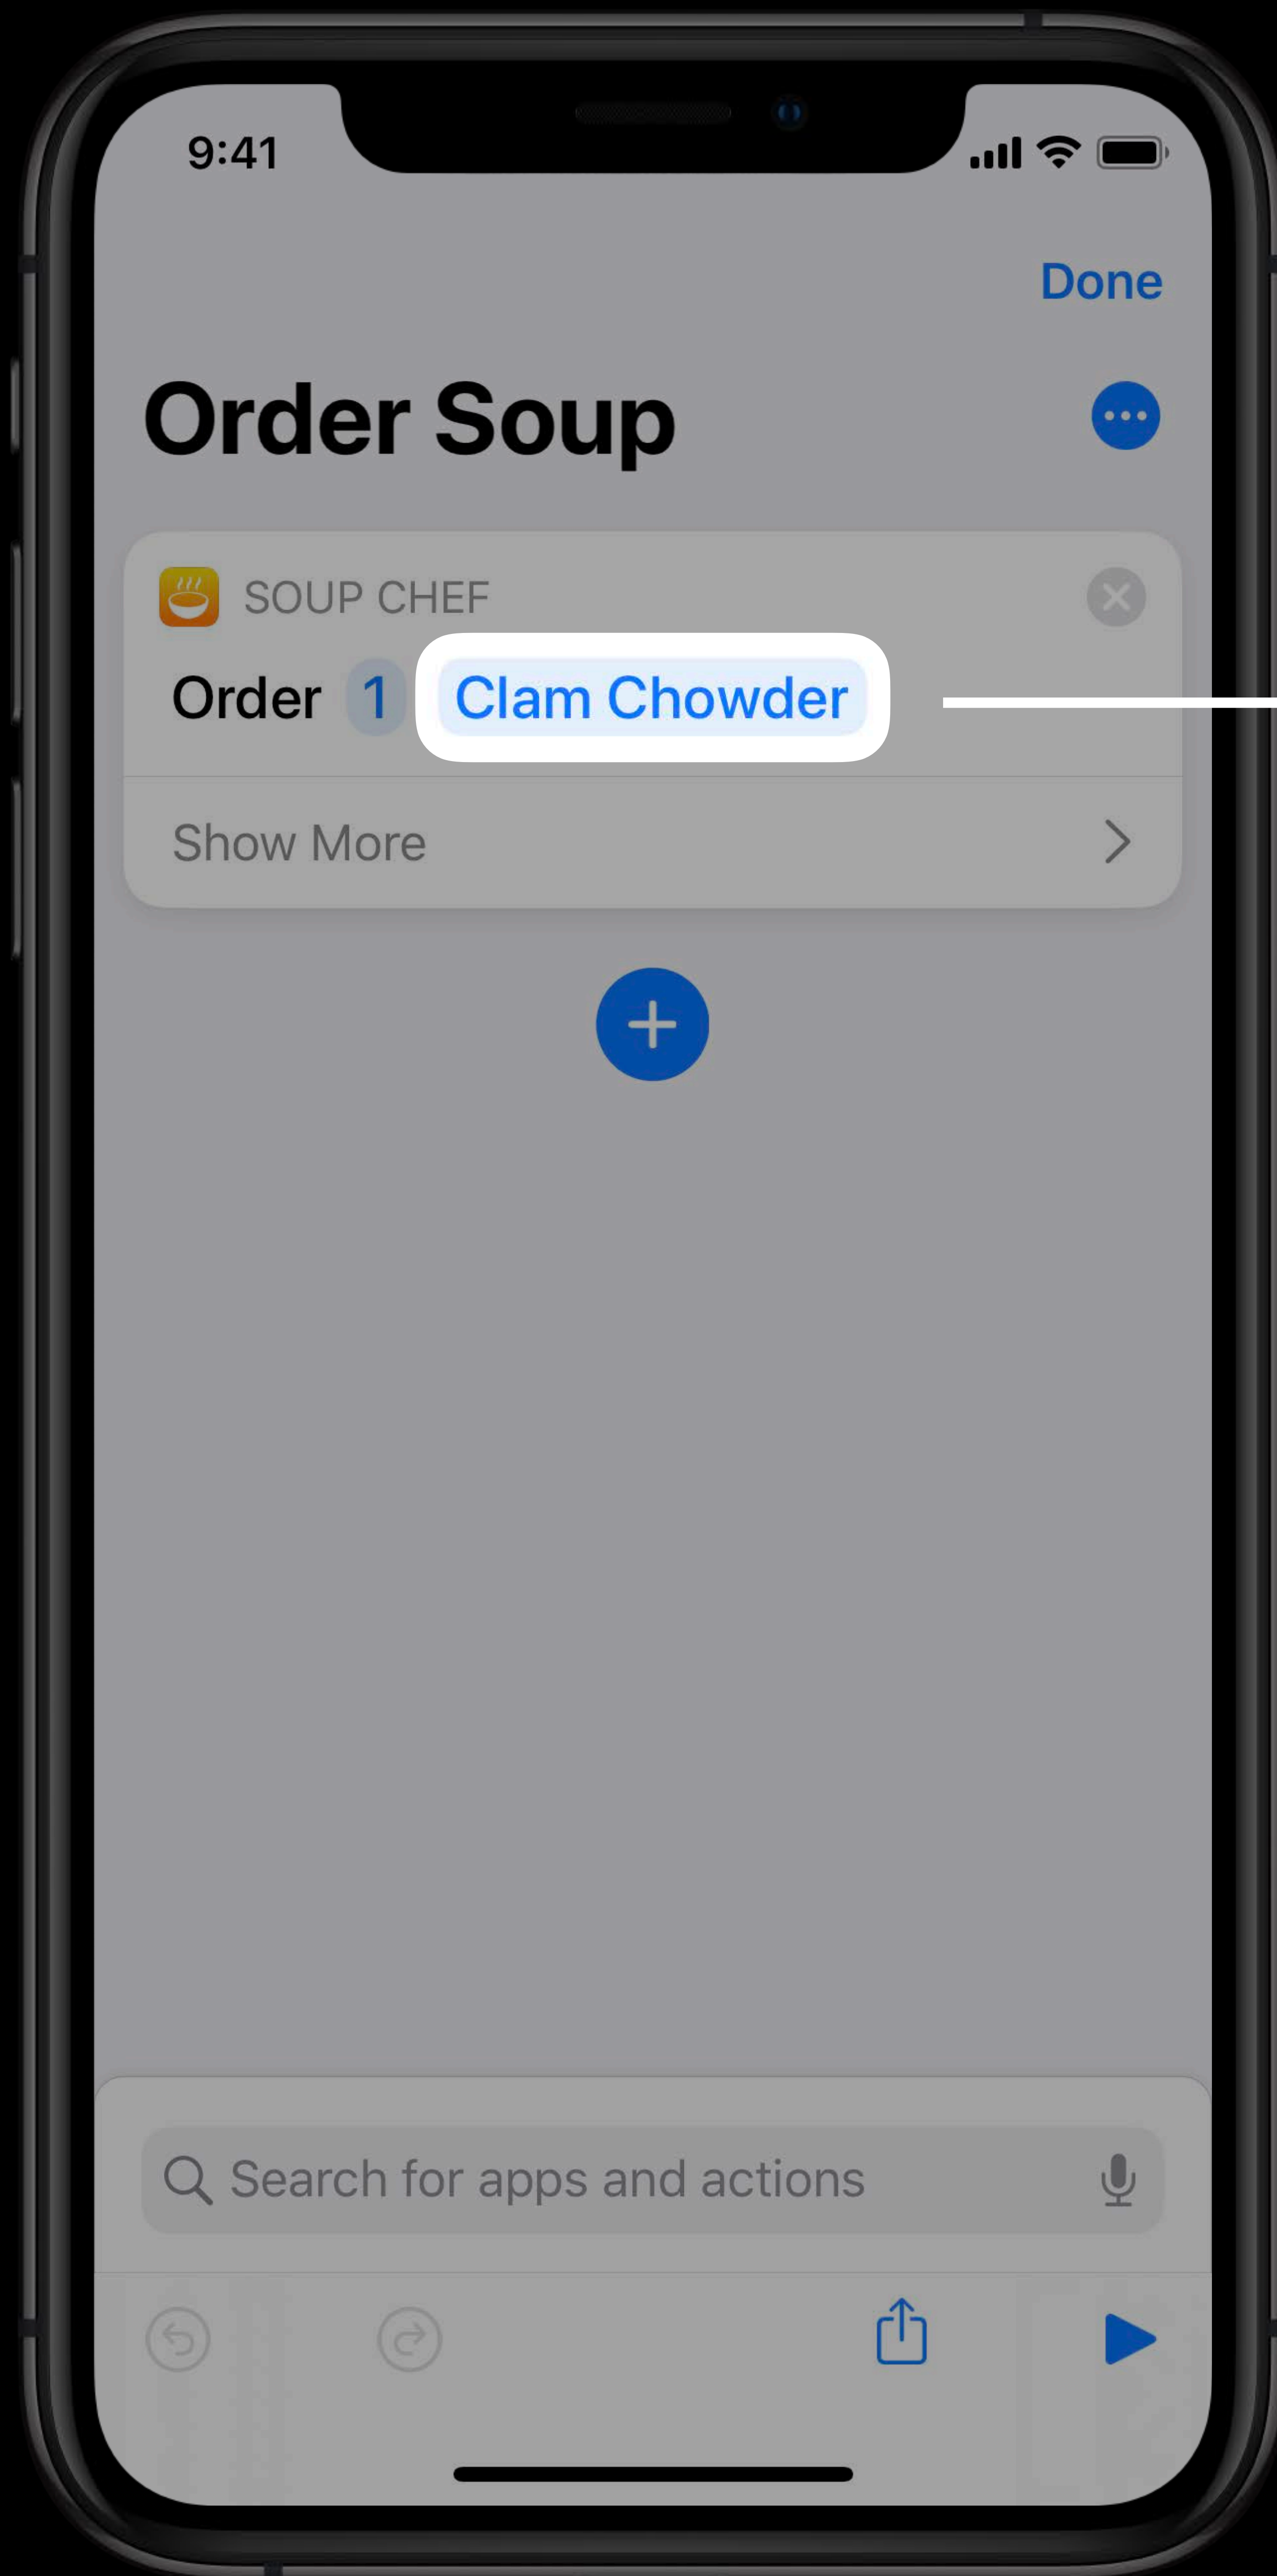 9:41
Done
Order Soup
SOUP CHEF
Order 1 Clam Chowder
Show More
Search for apps and actions